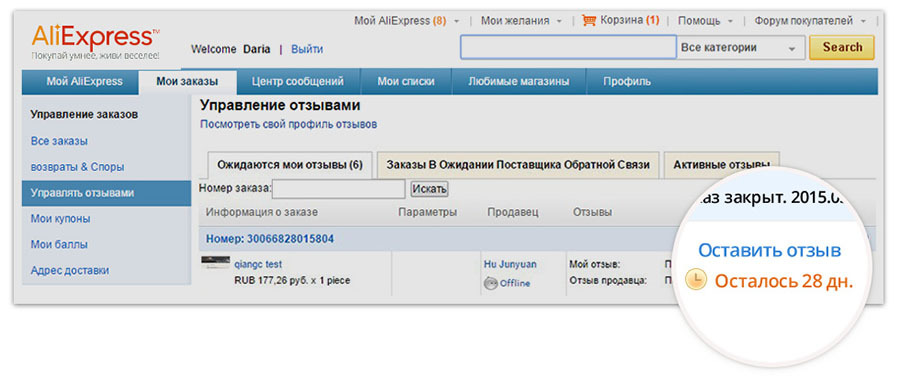 Мой AliExpress (8) Мои желания Корзина (1) Помощь Форум покупателей
AliExpress™
Покупай умнее, живи веселее!
Welcome Daria | Выйти
Все категории Search
Мой AliExpress Мои заказы Центр сообщений Мои списки Любимые магазины Профиль
Управление заказов
Все заказы
возвраты & Споры
Управлять отзывами
Мои купоны
Мои баллы
Адрес доставки
Управление отзывами
Посмотреть свой профиль отзывов
Ожидаются мои отзывы (6) Заказы В Ожидании Поставщика Обратной Связи Активные отзывы
Номер заказа: Искать
Информация о заказе Параметры Продавец Отзывы
Номер: 30066828015804
qiangc test Hu Junyuan Мой отзыв:
RUB 177,26 руб. x 1 piece Offline Отзыв продавца:
закрыт. 2015.
Оставить отзыв
Осталось 28 дн.